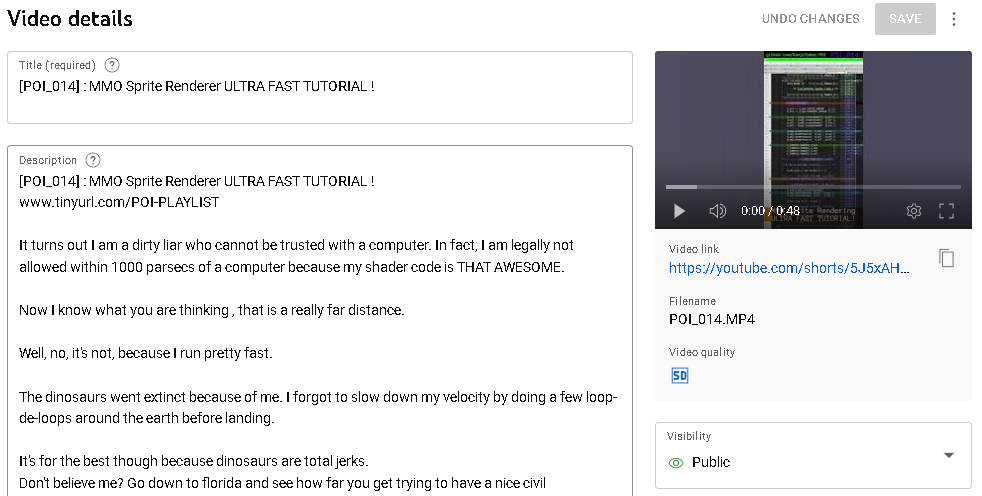 Video details
UNDO CHANGES
SAVE
Title (required)
[POI_014] : MMO Sprite Renderer ULTRA FAST TUTORIAL !
Description
[POI_014] : MMO Sprite Renderer ULTRA FAST TUTORIAL !
www.tinyurl.com/POI-PLAYLIST
It turns out I am a dirty liar who cannot be trusted with a computer. In fact, I am legally not
allowed within 1000 parsecs of a computer because my shader code is THAT AWESOME.
Now I know what you are thinking , that is a really far distance.
Well, no, it's not, because I run pretty fast.
The dinosaurs went extinct because of me. I forgot to slow down my velocity by doing a few loop-
de-loops around the earth before landing.
It's for the best though because dinosaurs are total jerks.
Don't believe me? Go down to florida and see how far you get trying to have a nice civil
0:00 / 0:48
Rendering
ULTRA FAST TUTORIAL!
Video link
https://youtube.com/shorts/5J5xAH...
Filename
POI_014.MP4
Video quality
SD
Visibility
Public